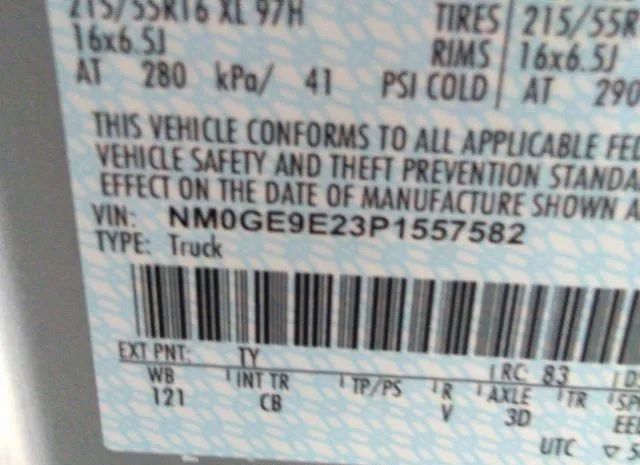 215/55R16 XL 97H TIRES 215/55R
16x6.5J RIMS 16x6.5J
AT 280 kPa/ 41 PSI COLD AT 290
THIS VEHICLE CONFORMS TO ALL APPLICABLE FED
VEHICLE SAFETY AND THEFT PREVENTION STANDA
EFFECT ON THE DATE OF MANUFACTURE SHOWN A
VIN: NM0GE9E23P1557582
TYPE: Truck
EXT PNT: TY RC: 83
WB INT TR TP/PS R AXLE TR SP
121 CB V 3D EE
UTC